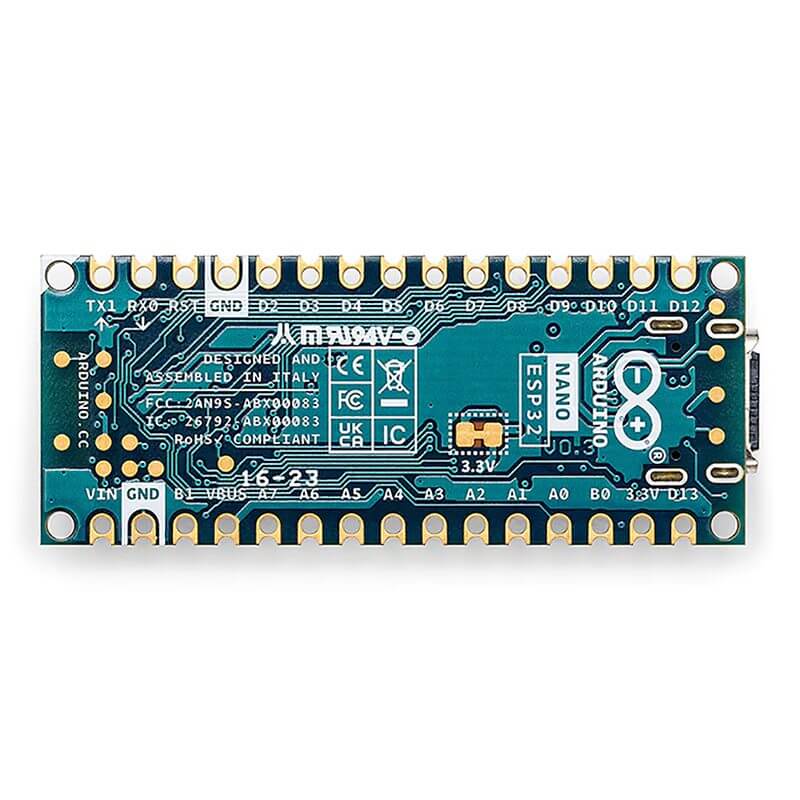 TX1 RX0 RST GND D2 D3 D4 D5 D6 D7 D8 D9 D10 D11 D12
94V-0
DESIGNED AND
ASSEMBLED IN ITALY
FCC: 2AN9S-ABX00083
IC: 26792-ABX00083
RoHS COMPLIANT
CE
FC
UK
CA
IC
ARDUINO.CC
3.3V
ESP32
NANO
ARDUINO
®
16-23
VIN GND B1 VBUS A7 A6 A5 A4 A3 A2 A1 A0 B0 3.3V D13